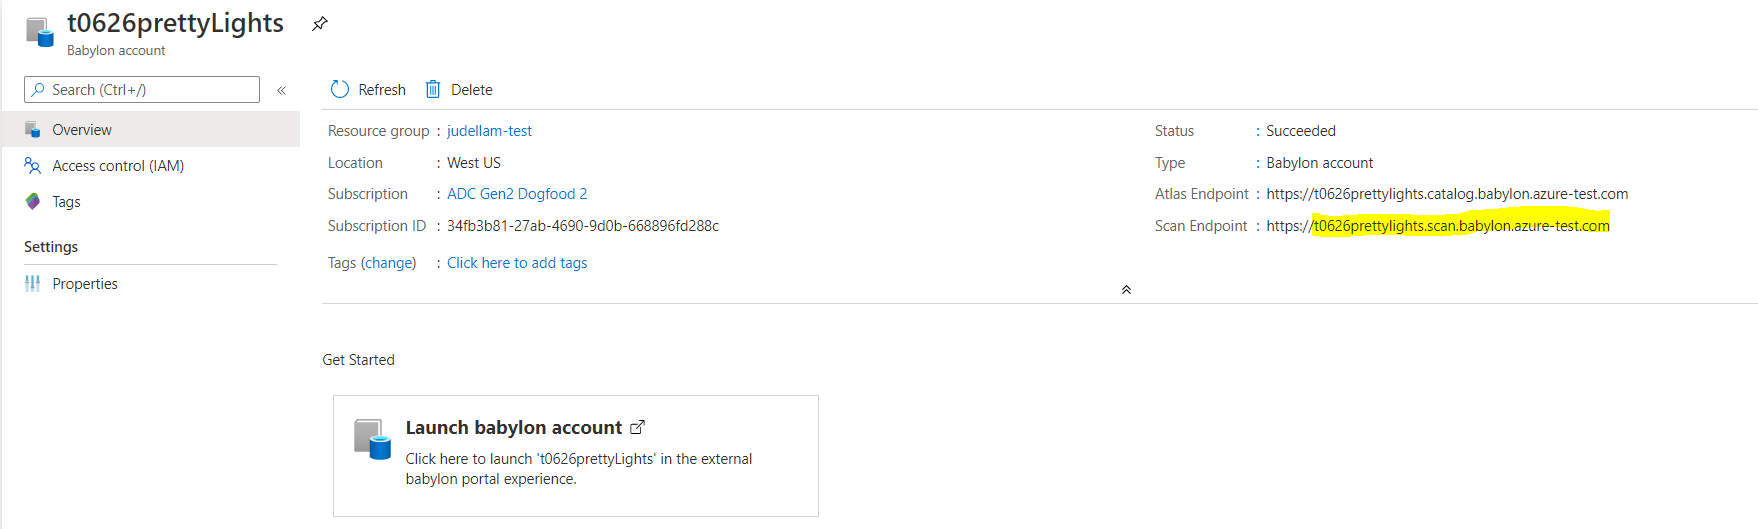 t0626prettyLights
Babylon account
Search (Ctrl+/)
«
Overview
Access control (IAM)
Tags
Settings
Properties
Refresh
Delete
Resource group : judellam-test
Location : West US
Subscription : ADC Gen2 Dogfood 2
Subscription ID : 34fb3b81-27ab-4690-9d0b-668896fd288c
Tags (change) : Click here to add tags
Status : Succeeded
Type : Babylon account
Atlas Endpoint : https://t0626prettylights.catalog.babylon.azure-test.com
Scan Endpoint : https://t0626prettylights.scan.babylon.azure-test.com
Get Started
Launch babylon account
Click here to launch 't0626prettyLights' in the external
babylon portal experience.